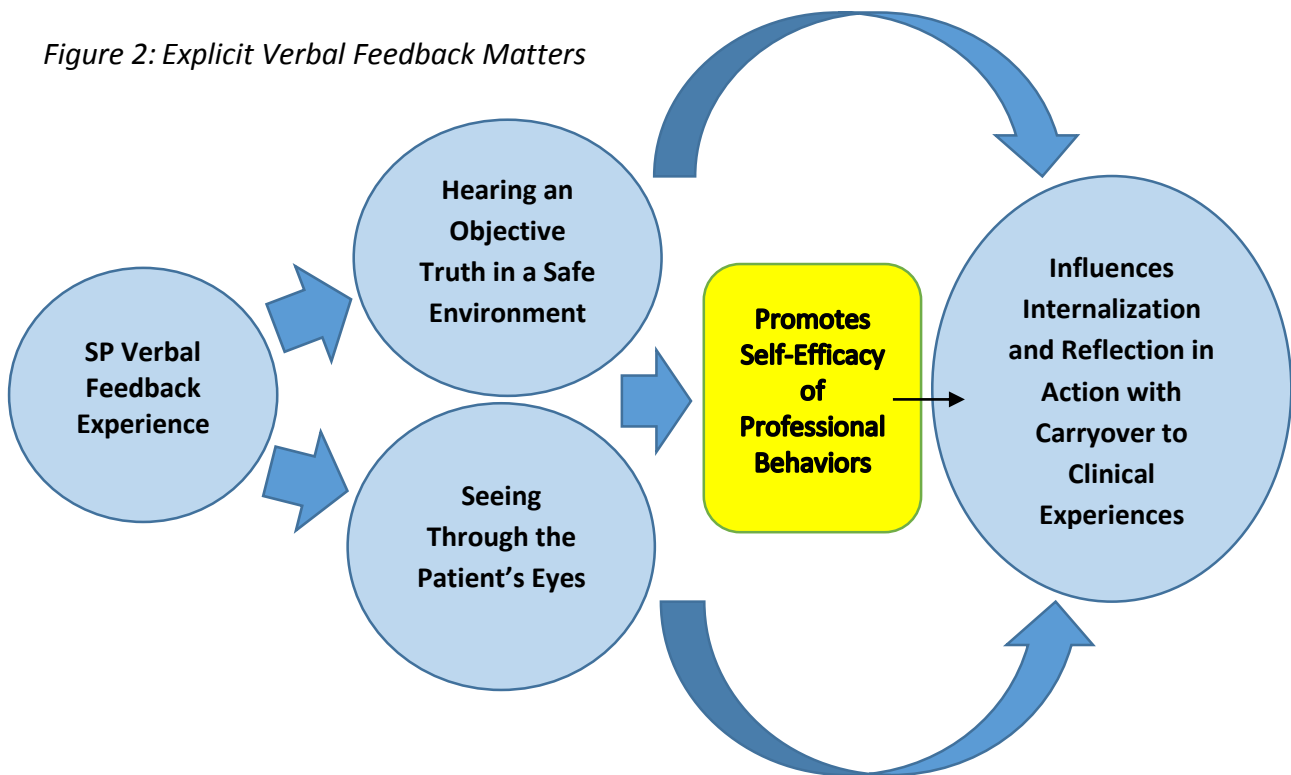 Figure 2: Explicit Verbal Feedback Matters
SP Verbal
Feedback
Experience
Hearing an
Objective
Truth in a Safe
Environment
Seeing
Through the
Patient’s Eyes
Promotes
Self-Efficacy
of
Professional
Behaviors
Influences
Internalization
and Reflection in
Action with
Carryover to
Clinical
Experiences